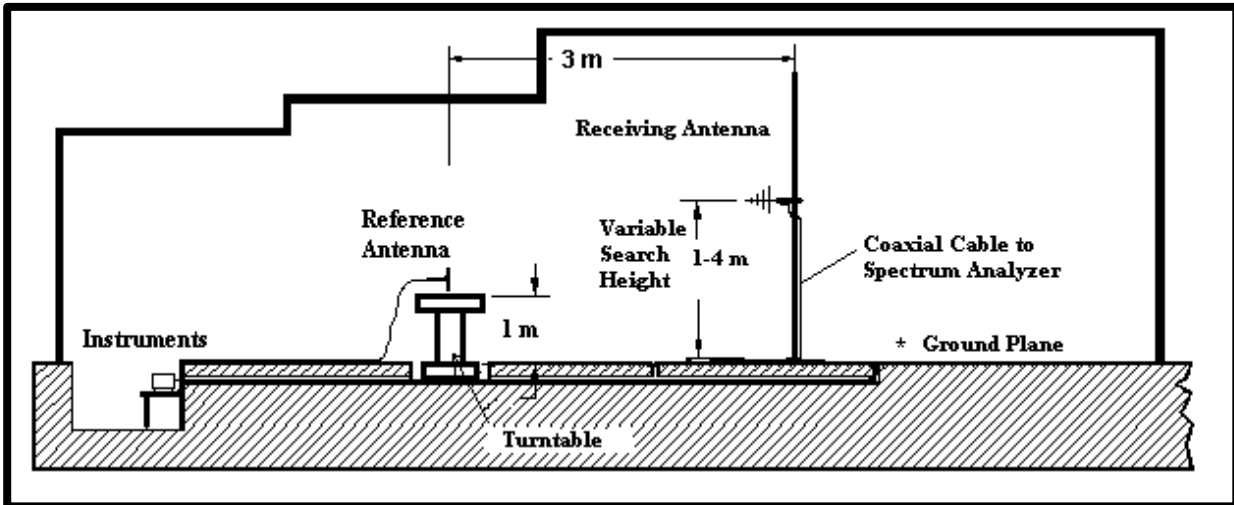 3 m
Receiving Antenna
Reference
Antenna
Variable
Search
Height
1-4 m
Coaxial Cable to
Spectrum Analyzer
1 m
Instruments
* Ground Plane
Turntable